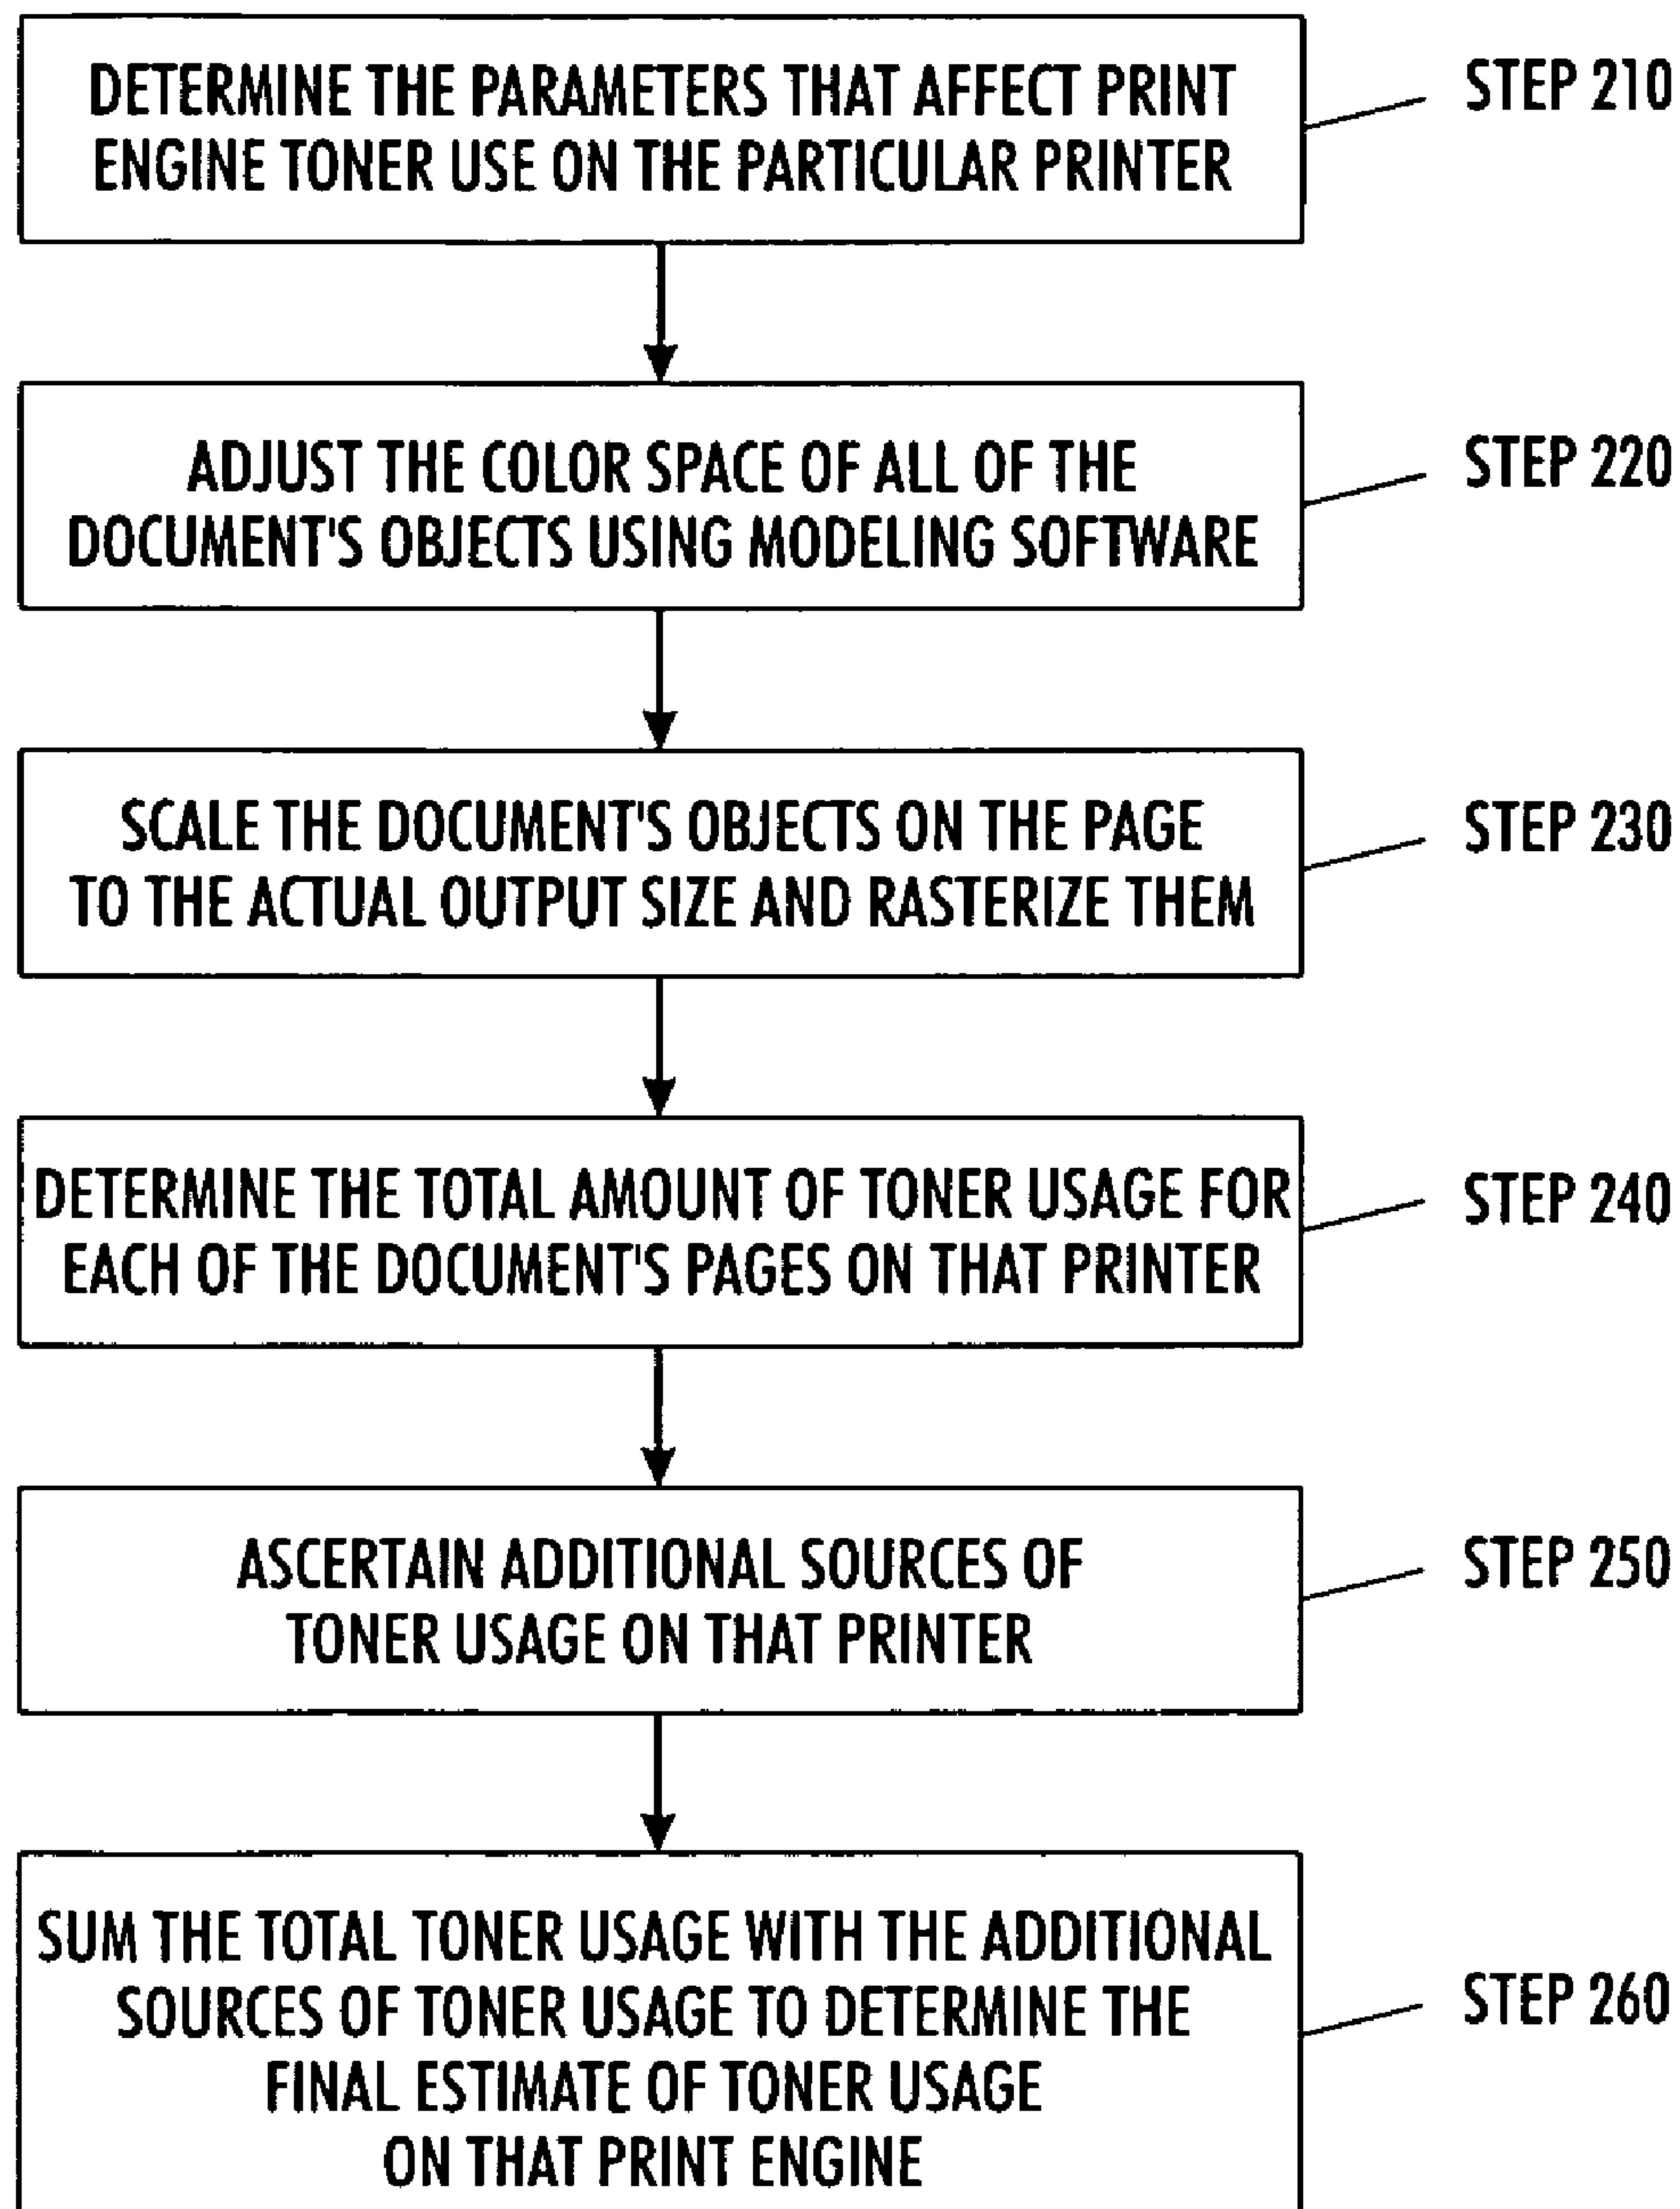 DETERMINE THE PARAMETERS THAT AFFECT PRINT
ENGINE TONER USE ON THE PARTICULAR PRINTER
STEP 210
ADJUST THE COLOR SPACE OF ALL OF THE
DOCUMENT'S OBJECTS USING MODELING SOFTWARE
STEP 220
SCALE THE DOCUMENT'S OBJECTS ON THE PAGE
TO THE ACTUAL OUTPUT SIZE AND RASTERIZE THEM
STEP 230
DETERMINE THE TOTAL AMOUNT OF TONER USAGE FOR
EACH OF THE DOCUMENT'S PAGES ON THAT PRINTER
STEP 240
ASCERTAIN ADDITIONAL SOURCES OF
TONER USAGE ON THAT PRINTER
STEP 250
SUM THE TOTAL TONER USAGE WITH THE ADDITIONAL
SOURCES OF TONER USAGE TO DETERMINE THE
FINAL ESTIMATE OF TONER USAGE
ON THAT PRINT ENGINE
STEP 260